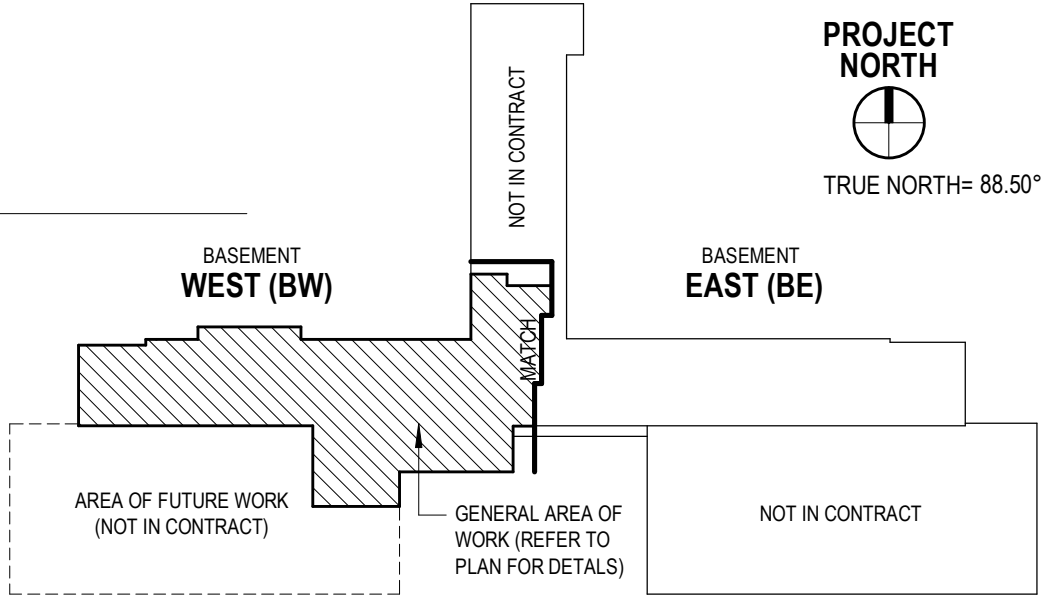 PROJECT
NORTH
TRUE NORTH= 88.50°
NOT IN CONTRACT
BASEMENT
WEST (BW)
BASEMENT
EAST (BE)
MATCH
AREA OF FUTURE WORK
(NOT IN CONTRACT)
GENERAL AREA OF
WORK (REFER TO
PLAN FOR DETALS)
NOT IN CONTRACT